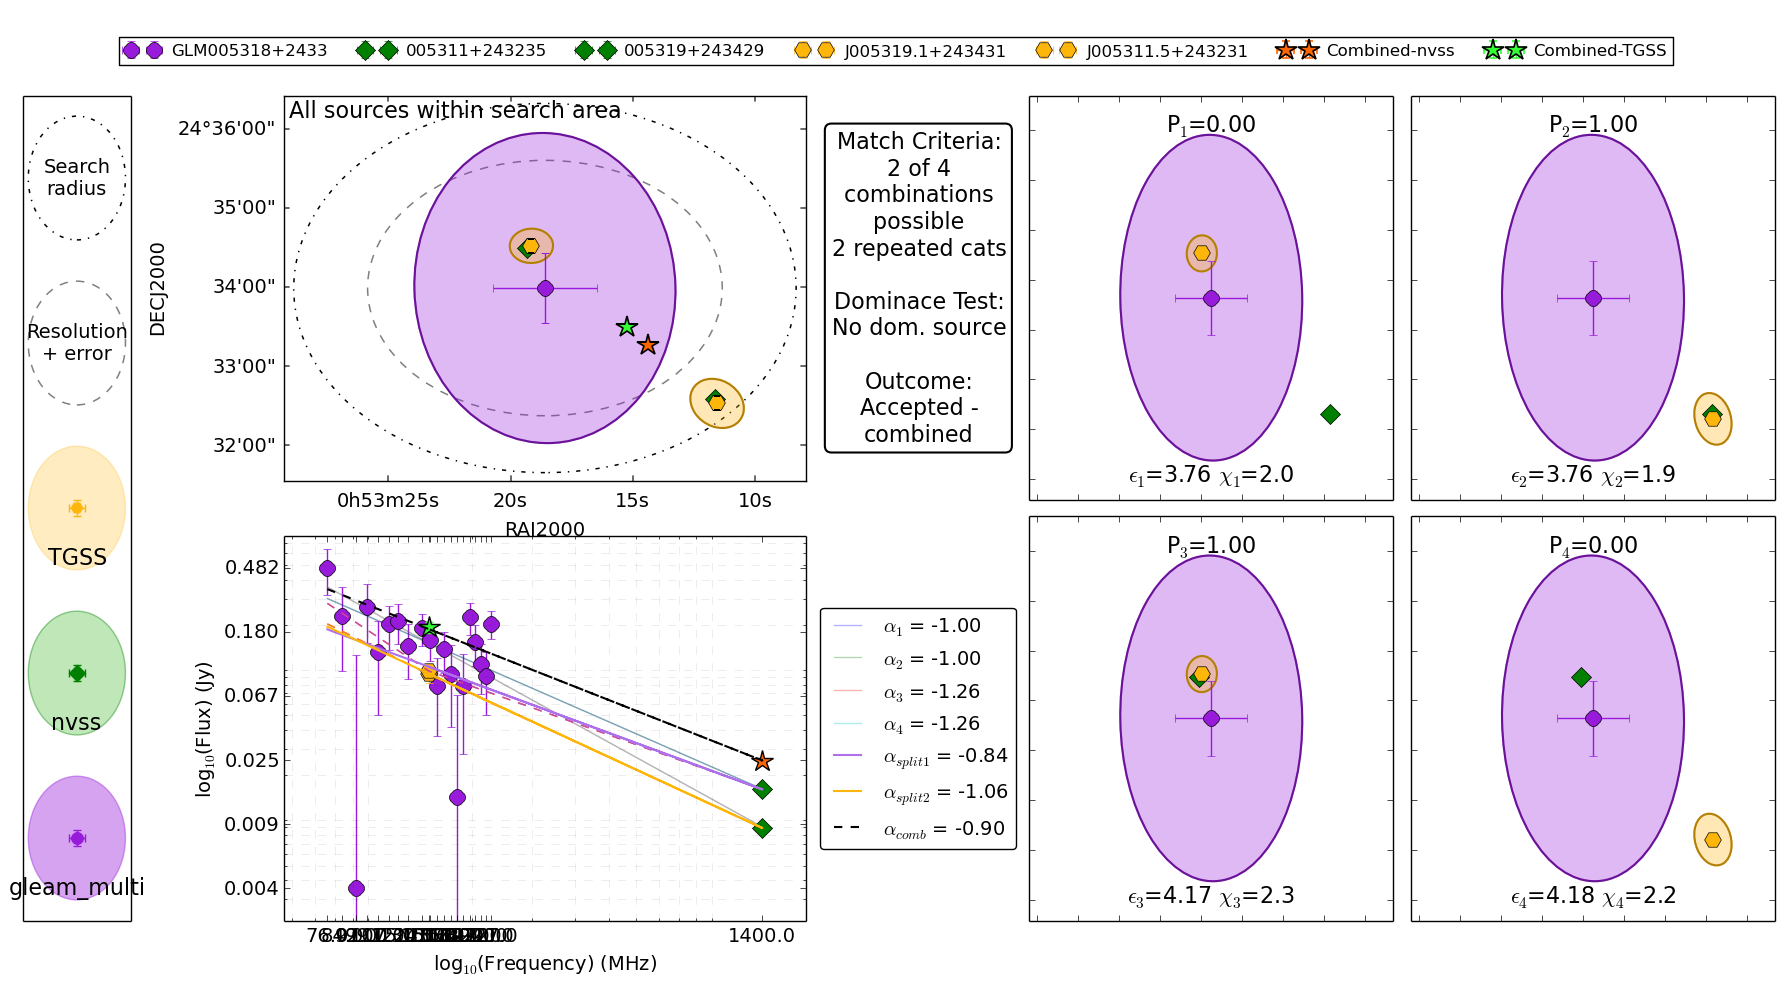 GLM005318+2433 005311+243235 005319+243429 J005319.1+243431 J005311.5+243231 Combined-nvss Combined-TGSS
Search
radius
Resolution
+ error
TGSS
nvss
gleam_multi
All sources within search area
DECJ2000
24°36'00"
35'00"
34'00"
33'00"
32'00"
0h53m25s 20s 15s 10s
RAJ2000
Match Criteria:
2 of 4
combinations
possible
2 repeated cats
Dominace Test:
No dom. source
Outcome:
Accepted -
combined
P1=0.00
ϵ1=3.76 χ1=2.0
P2=1.00
ϵ2=3.76 χ2=1.9
P3=1.00
ϵ3=4.17 χ3=2.3
P4=0.00
ϵ4=4.18 χ4=2.2
log10(Flux) (Jy)
0.482
0.180
0.067
0.025
0.009
0.004
1400.0
log10(Frequency) (MHz)
α1 = -1.00
α2 = -1.00
α3 = -1.26
α4 = -1.26
αsplit1 = -0.84
αsplit2 = -1.06
αcomb = -0.90